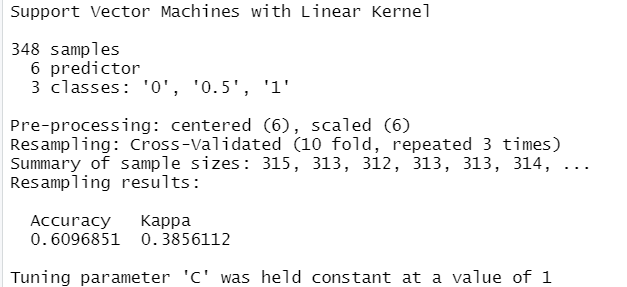 Support Vector Machines with Linear Kernel
348 samples
6 predictor
3 classes: '0', '0.5', '1'
Pre-processing: centered (6), scaled (6)
Resampling: Cross-Validated (10 fold, repeated 3 times)
Summary of sample sizes: 315, 313, 312, 313, 313, 314, ...
Resampling results:
Accuracy   Kappa
0.6096851  0.3856112
Tuning parameter 'C' was held constant at a value of 1